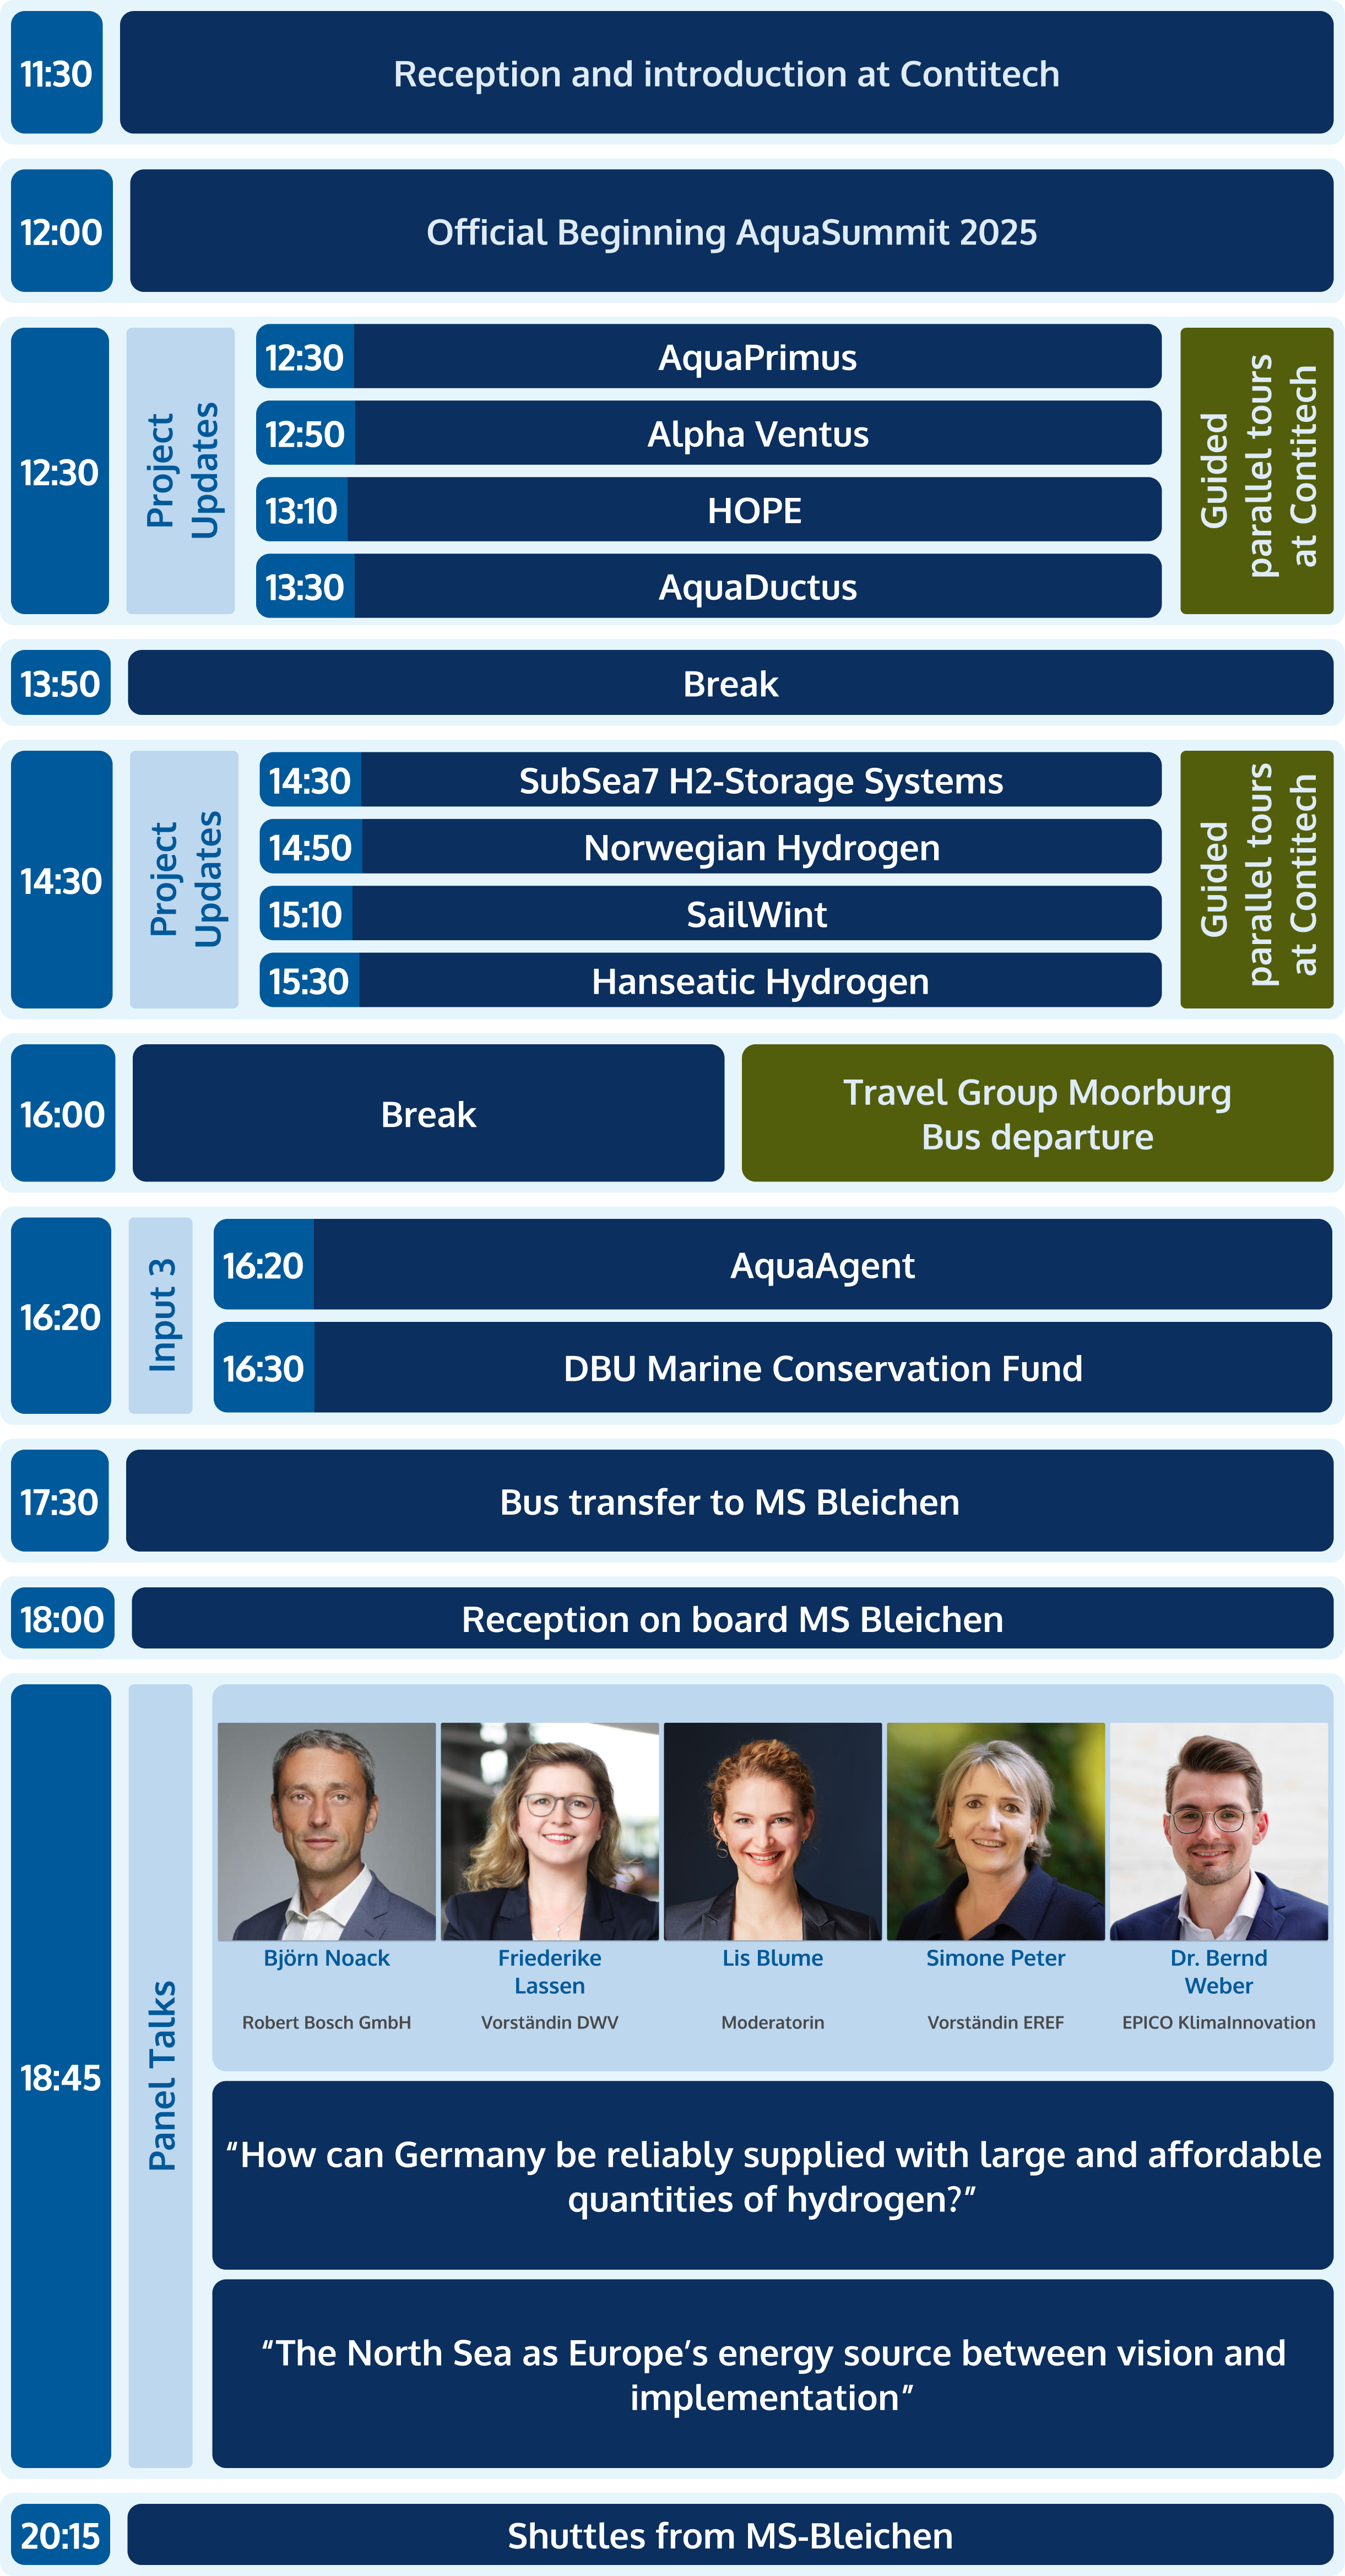 11:30
Reception and introduction at Contitech
12:00
Official Beginning AquaSummit 2025
12:30
Project
Updates
12:30
AquaPrimus
12:50
Alpha Ventus
13:10
HOPE
13:30
AquaDuctus
Guided
parallel tours
at Contitech
13:50
Break
14:30
Project
Updates
14:30
SubSea7 H2-Storage Systems
14:50
Norwegian Hydrogen
15:10
SailWint
15:30
Hanseatic Hydrogen
Guided
parallel tours
at Contitech
16:00
Break
Travel Group Moorburg
Bus departure
16:20
Input 3
16:20
AquaAgent
16:30
DBU Marine Conservation Fund
17:30
Bus transfer to MS Bleichen
18:00
Reception on board MS Bleichen
18:45
Panel Talks
Björn Noack
Robert Bosch GmbH
Friederike
Lassen
Vorständin DWV
Lis Blume
Moderatorin
Simone Peter
Vorständin EREF
Dr. Bernd
Weber
EPICO KlimaInnovation
“How can Germany be reliably supplied with large and affordable
quantities of hydrogen?”
“The North Sea as Europe’s energy source between vision and
implementation”
20:15
Shuttles from MS-Bleichen